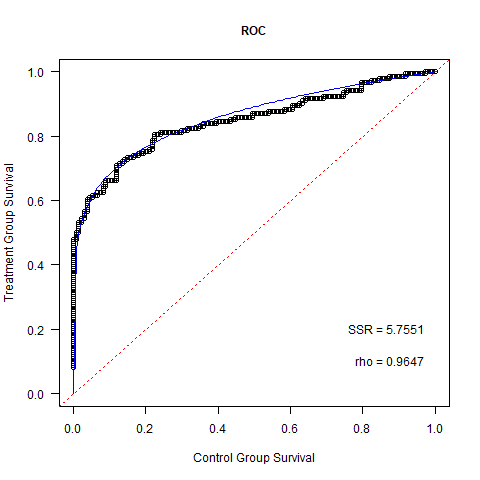 ROC
Treatment Group Survival
1.0
0.8
0.6
0.4
0.2
0.0
SSR = 5.7551
rho = 0.9647
0.0 0.2 0.4 0.6 0.8 1.0
Control Group Survival